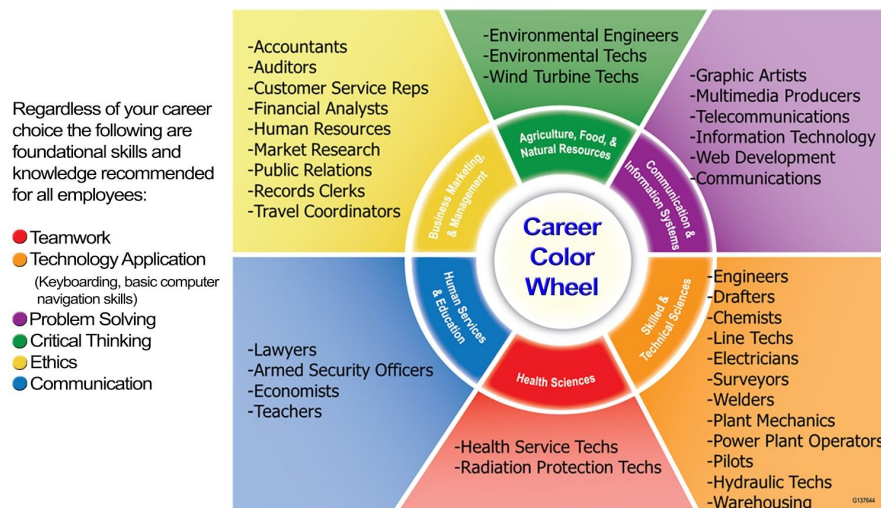 Regardless of your career
choice the following are
foundational skills and
knowledge recommended
for all employees:
Teamwork
Technology Application
(Keyboarding, basic computer
navigation skills)
Problem Solving
Critical Thinking
Ethics
Communication
-Accountants
-Auditors
-Customer Service Reps
-Financial Analysts
-Human Resources
-Market Research
-Public Relations
-Records Clerks
-Travel Coordinators
Business Marketing,
& Management
-Environmental Engineers
-Environmental Techs
-Wind Turbine Techs
Agriculture, Food, &
Natural Resources
-Graphic Artists
-Multimedia Producers
-Telecommunications
-Information Technology
-Web Development
-Communications
Communication &
Information Systems
Career
Color
Wheel
Human Services
& Education
-Lawyers
-Armed Security Officers
-Economists
-Teachers
Health Sciences
-Health Service Techs
-Radiation Protection Techs
Skilled &
Technical Sciences
-Engineers
-Drafters
-Chemists
-Line Techs
-Electricians
-Surveyors
-Welders
-Plant Mechanics
-Power Plant Operators
-Pilots
-Hydraulic Techs
-Warehousing
G137644